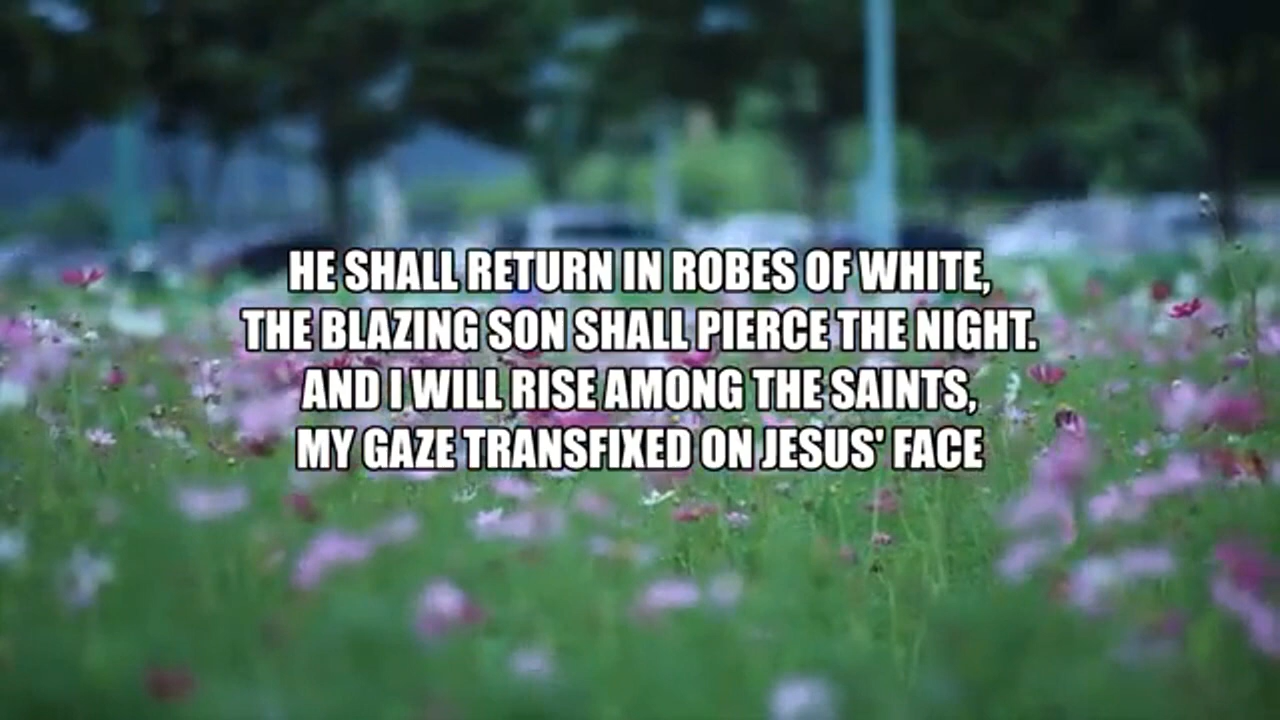 HE SHALL RETURN IN ROBES OF WHITE,
THE BLAZING SON SHALL PIERCE THE NIGHT.
AND I WILL RISE AMONG THE SAINTS,
MY GAZE TRANSFIXED ON JESUS' FACE